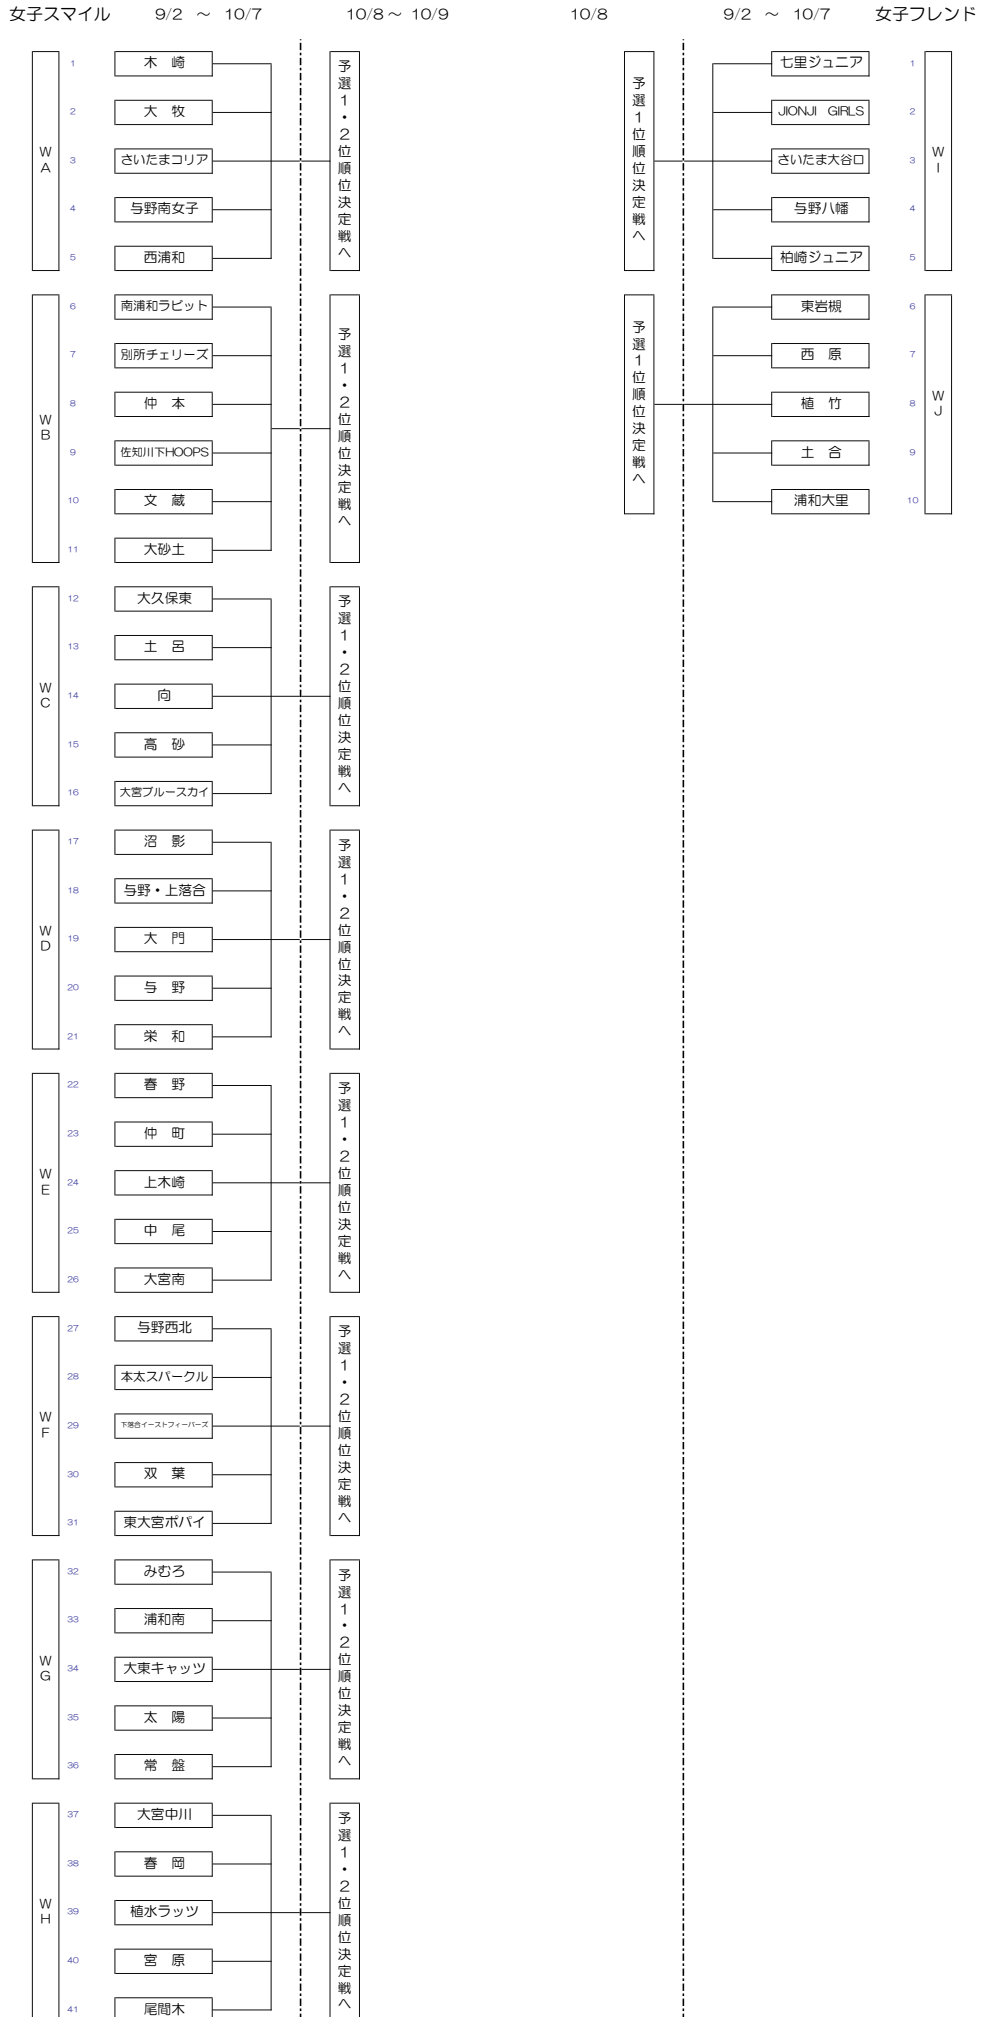 女子スマイル 9/2 ～ 10/7 10/8～ 10/9 10/8 9/2 ～ 10/7 女子フレンド
WA
1 木　崎
2 大　牧
3 さいたまコリア
4 与野南女子
5 西浦和
予選1・2位順位決定戦へ
WB
6 南浦和ラビット
7 別所チェリーズ
8 仲　本
9 佐知川下HOOPS
10 文　蔵
11 大砂土
予選1・2位順位決定戦へ
WC
12 大久保東
13 土　呂
14 向
15 高　砂
16 大宮ブルースカイ
予選1・2位順位決定戦へ
WD
17 沼　影
18 与野・上落合
19 大　門
20 与　野
21 栄　和
予選1・2位順位決定戦へ
WE
22 春　野
23 仲　町
24 上木崎
25 中　尾
26 大宮南
予選1・2位順位決定戦へ
WF
27 与野西北
28 本太スパークル
29 下落合イーストフィーバーズ
30 双　葉
31 東大宮ポパイ
予選1・2位順位決定戦へ
WG
32 みむろ
33 浦和南
34 大東キャッツ
35 太　陽
36 常　盤
予選1・2位順位決定戦へ
WH
37 大宮中川
38 春　岡
39 植水ラッツ
40 宮　原
41 尾間木
予選1・2位順位決定戦へ
予選1位順位決定戦へ
七里ジュニア 1
JIONJI　GIRLS 2
さいたま大谷口 3
与野八幡 4
柏崎ジュニア 5
WI
予選1位順位決定戦へ
東岩槻 6
西　原 7
植　竹 8
土　合 9
浦和大里 10
WJ